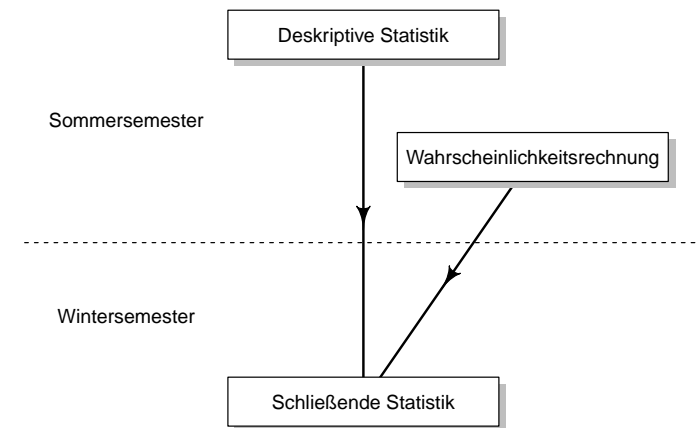 Deskriptive Statistik
Sommersemester
Wahrscheinlichkeitsrechnung
Wintersemester
Schließende Statistik